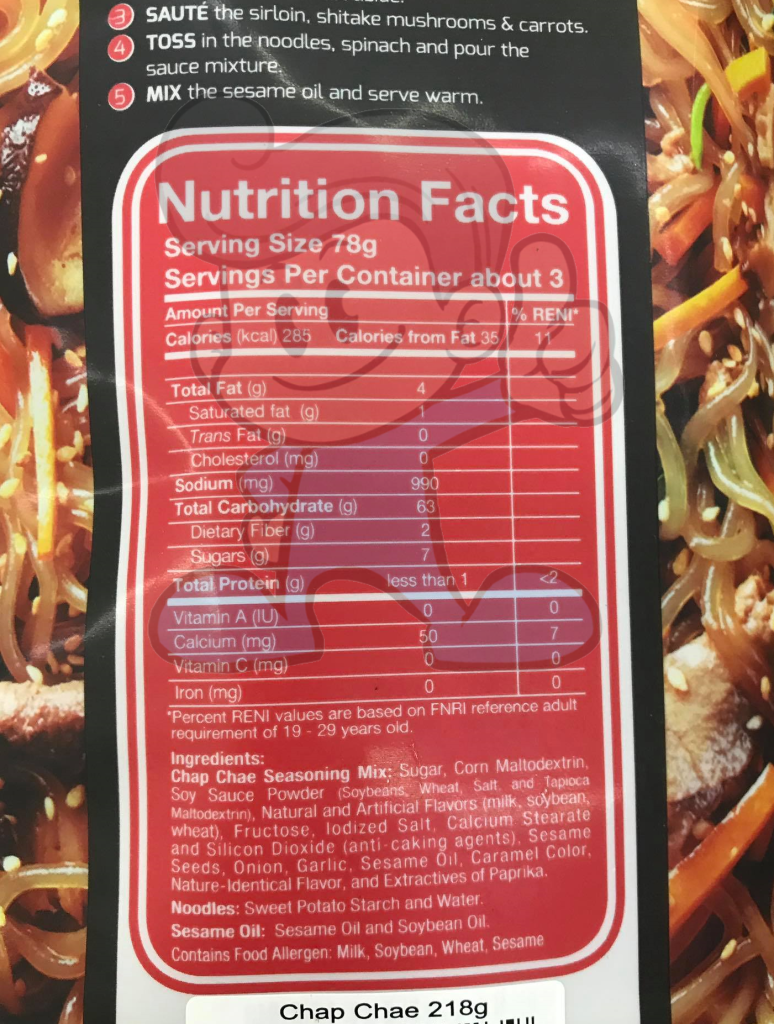 3 SAUTÉ the sirloin, shitake mushrooms & carrots.
4 TOSS in the noodles, spinach and pour the
sauce mixture.
5 MIX the sesame oil and serve warm.
Nutrition Facts
Serving Size 78g
Servings Per Container about 3
Amount Per Serving % RENI*
Calories (kcal) 285 Calories from Fat 35 11
Total Fat (g) 4
Saturated fat (g) 1
Trans Fat (g) 0
Cholesterol (mg) 0
Sodium (mg) 990
Total Carbohydrate (g) 63
Dietary Fiber (g) 2
Sugars (g) 7
Total Protein (g) less than 1 <2
Vitamin A (IU) 0 0
Calcium (mg) 50 7
Vitamin C (mg) 0 0
Iron (mg) 0 0
*Percent RENI values are based on FNRI reference adult
requirement of 19 - 29 years old.
Ingredients:
Chap Chae Seasoning Mix: Sugar, Corn Maltodextrin,
Soy Sauce Powder (Soybeans, Wheat, Salt, and Tapioca
Maltodextrin), Natural and Artificial Flavors (milk, soybean,
wheat), Fructose, Iodized Salt, Calcium Stearate
and Silicon Dioxide (anti-caking agents), Sesame
Seeds, Onion, Garlic, Sesame Oil, Caramel Color,
Nature-Identical Flavor, and Extractives of Paprika.
Noodles: Sweet Potato Starch and Water.
Sesame Oil: Sesame Oil and Soybean Oil.
Contains Food Allergen: Milk, Soybean, Wheat, Sesame
Chap Chae 218g